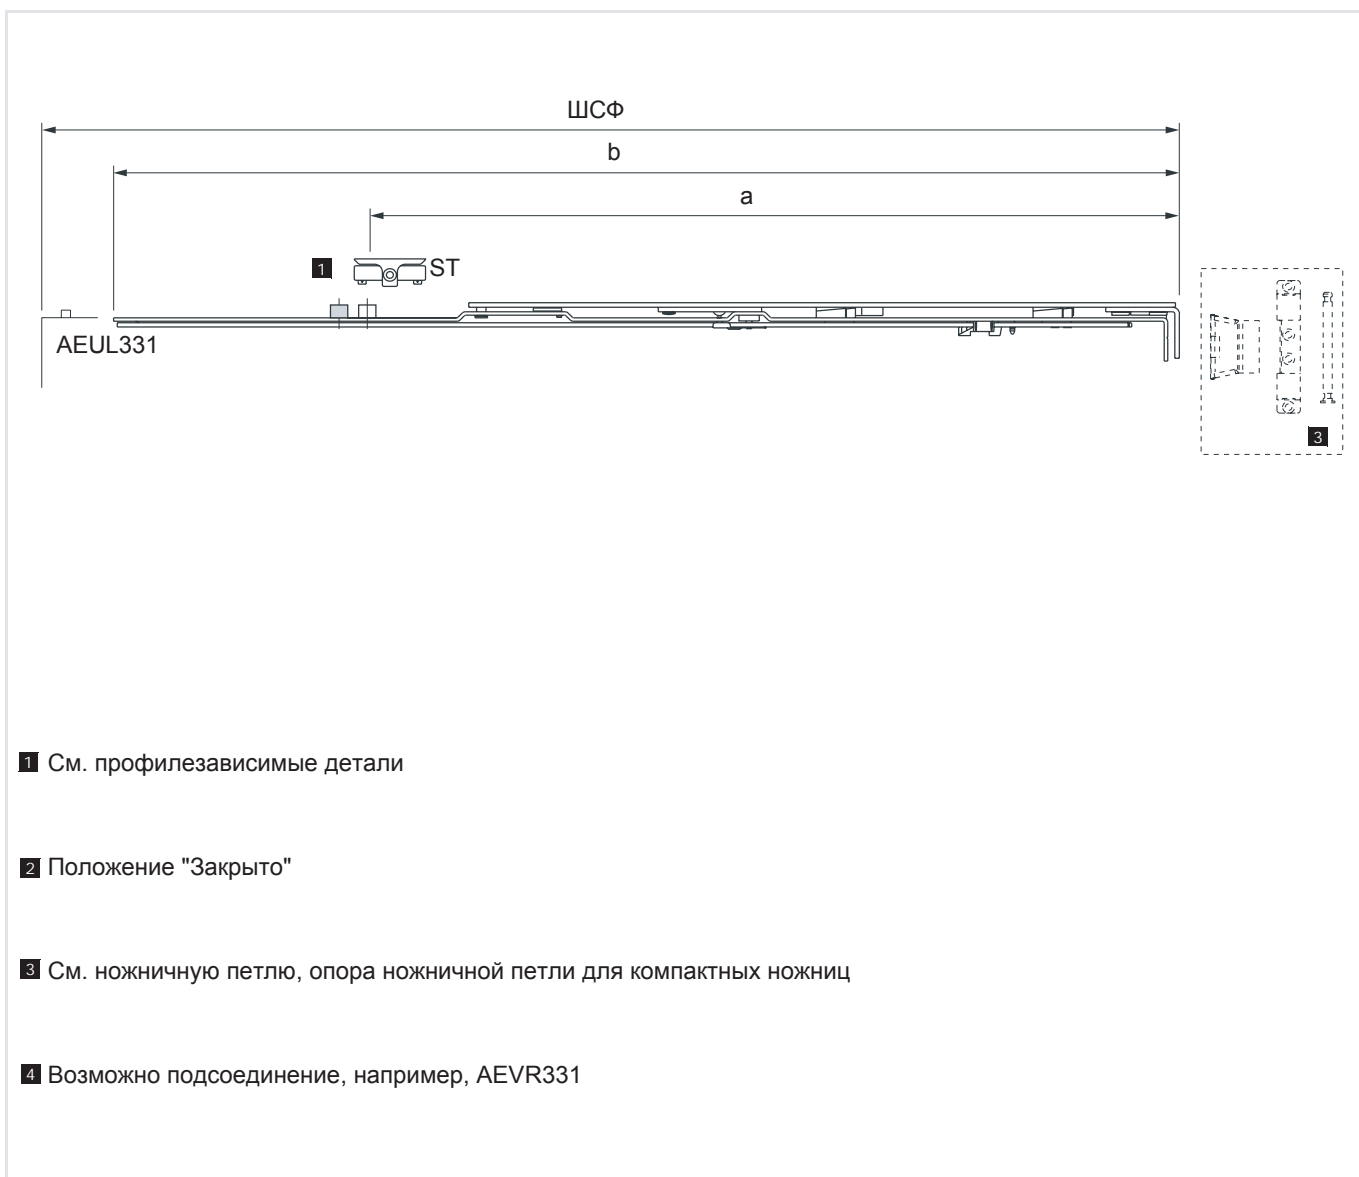 ШСФ
b
a
1 ST
AEUL331
3
1 См. профилезависимые детали
2 Положение "Закрыто"
3 См. ножничную петлю, опора ножничной петли для компактных ножниц
4 Возможно подсоединение, например, AEVR331